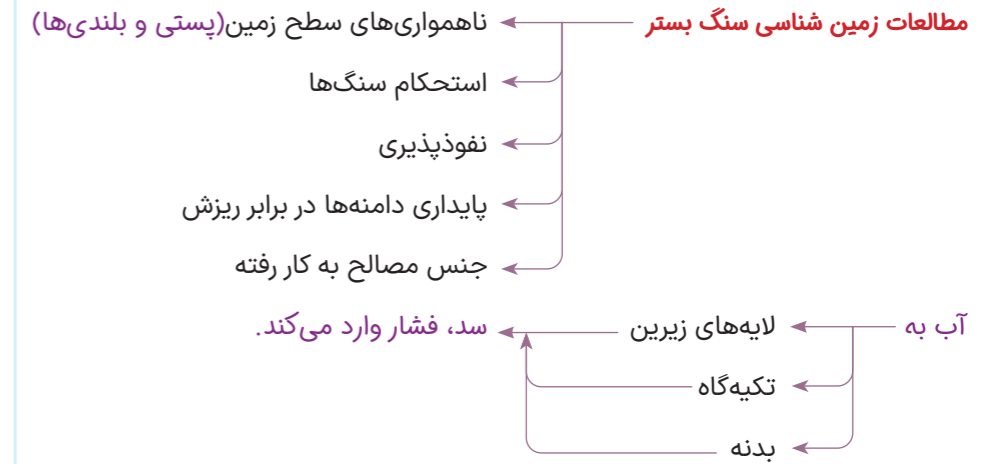 مطالعات زمین شناسی سنگ بستر ناهمواری‌های سطح زمین(پستی و بلندی‌ها)
استحکام سنگ‌ها
نفوذپذیری
پایداری دامنه‌ها در برابر ریزش
جنس مصالح به کار رفته
آب به لایه‌های زیرین سد، فشار وارد می‌کند.
تکیه‌گاه
بدنه